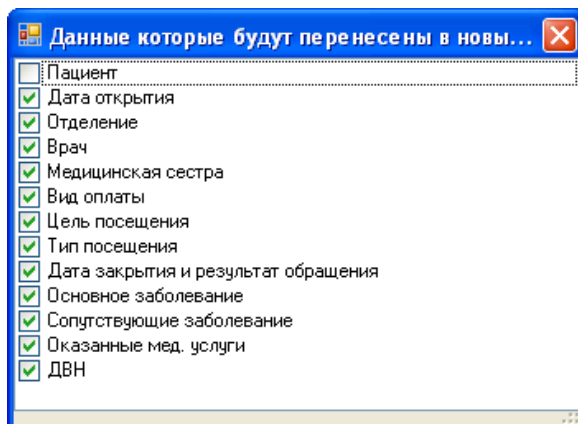 Данные которые будут перенесены в новы...
Пациент
Дата открытия
Отделение
Врач
Медицинская сестра
Вид оплаты
Цель посещения
Тип посещения
Дата закрытия и результат обращения
Основное заболевание
Сопутствующие заболевание
Оказанные мед. услуги
ДВН